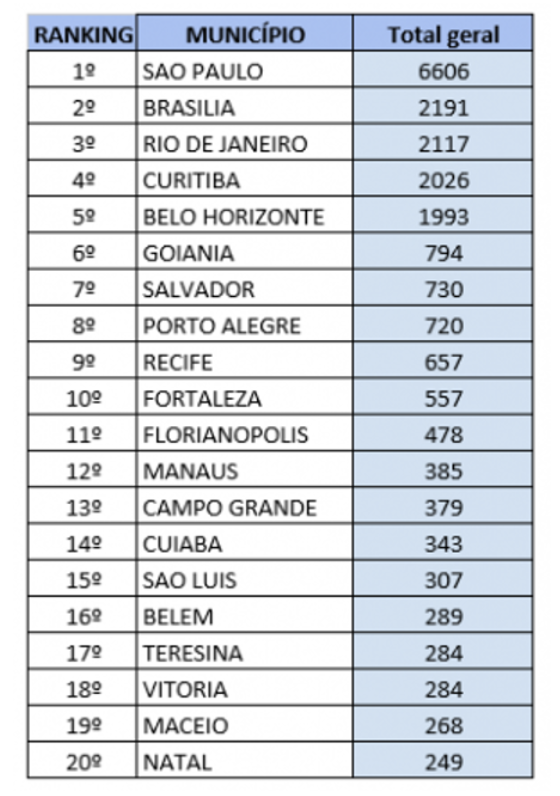 RANKING MUNICÍPIO Total geral
1º SAO PAULO 6606
2º BRASILIA 2191
3º RIO DE JANEIRO 2117
4º CURITIBA 2026
5º BELO HORIZONTE 1993
6º GOIANIA 794
7º SALVADOR 730
8º PORTO ALEGRE 720
9º RECIFE 657
10º FORTALEZA 557
11º FLORIANOPOLIS 478
12º MANAUS 385
13º CAMPO GRANDE 379
14º CUIABA 343
15º SAO LUIS 307
16º BELEM 289
17º TERESINA 284
18º VITORIA 284
19º MACEIO 268
20º NATAL 249